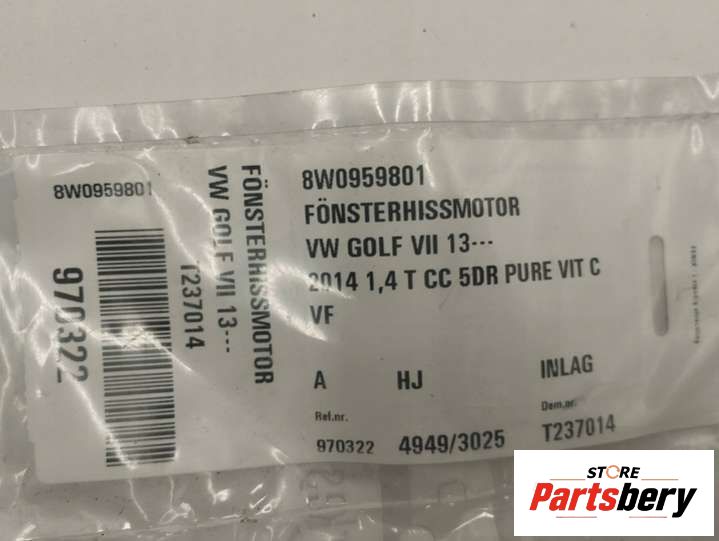 8W0959801
970322
FÖNSTERHISSMOTOR
VW GOLF VII 13---
T237014
8W0959801
FÖNSTERHISSMOTOR
VW GOLF VII 13---
2014 1,4 T CC 5DR PURE VIT C
VF
A HJ INLAG
Ref.nr. Dem.nr.
970322 4949/3025 T237014
STORE
Partsbery